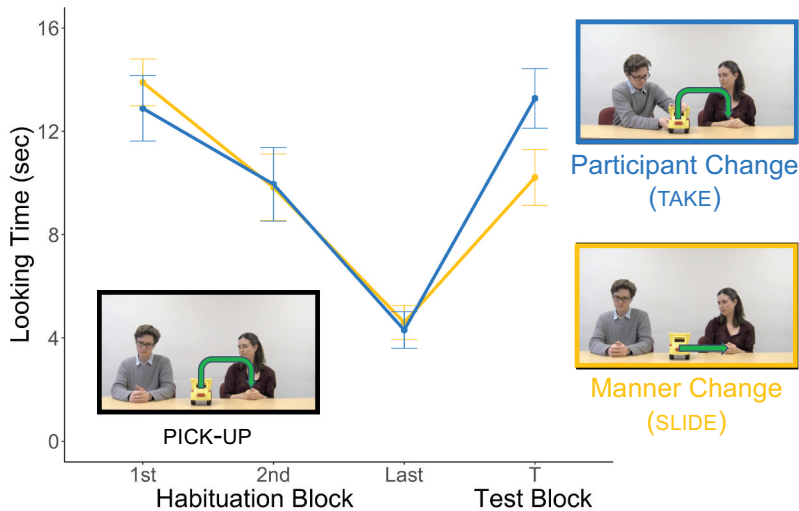 16
12
8
4
0
Looking Time (sec)
1st
2nd
Last
T
Habituation Block
Test Block
PICK-UP
Participant Change
(TAKE)
Manner Change
(SLIDE)